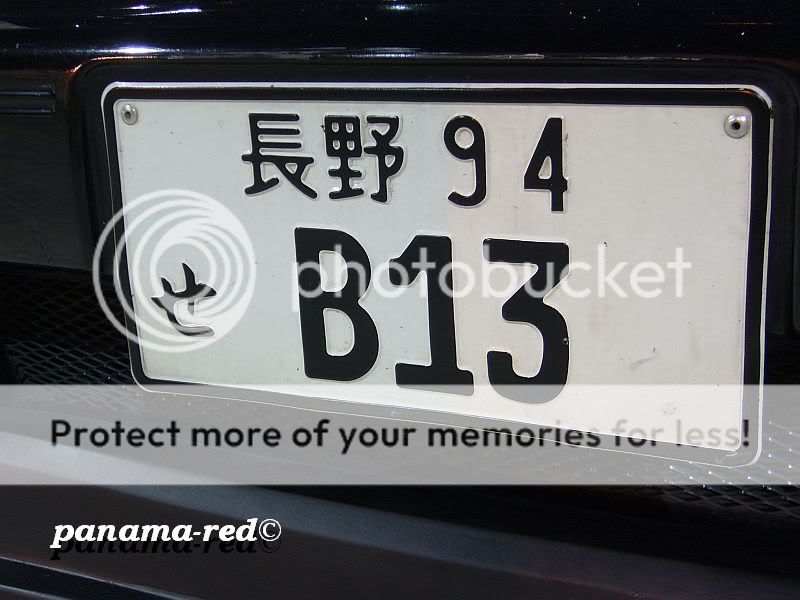 長野 94
せ B13
photobucket
Protect more of your memories for less!
panama-red©